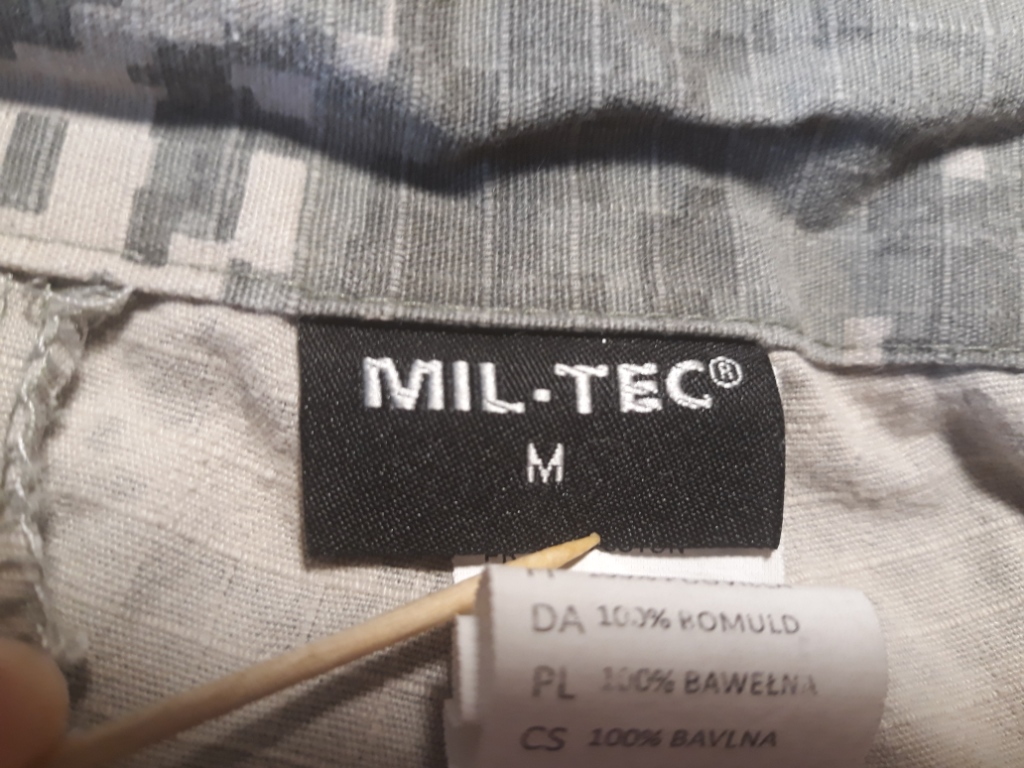 MIL-TEC®
M
DA 100% BOMULD
PL 100% BAWEŁNA
CS 100% BAVLNA